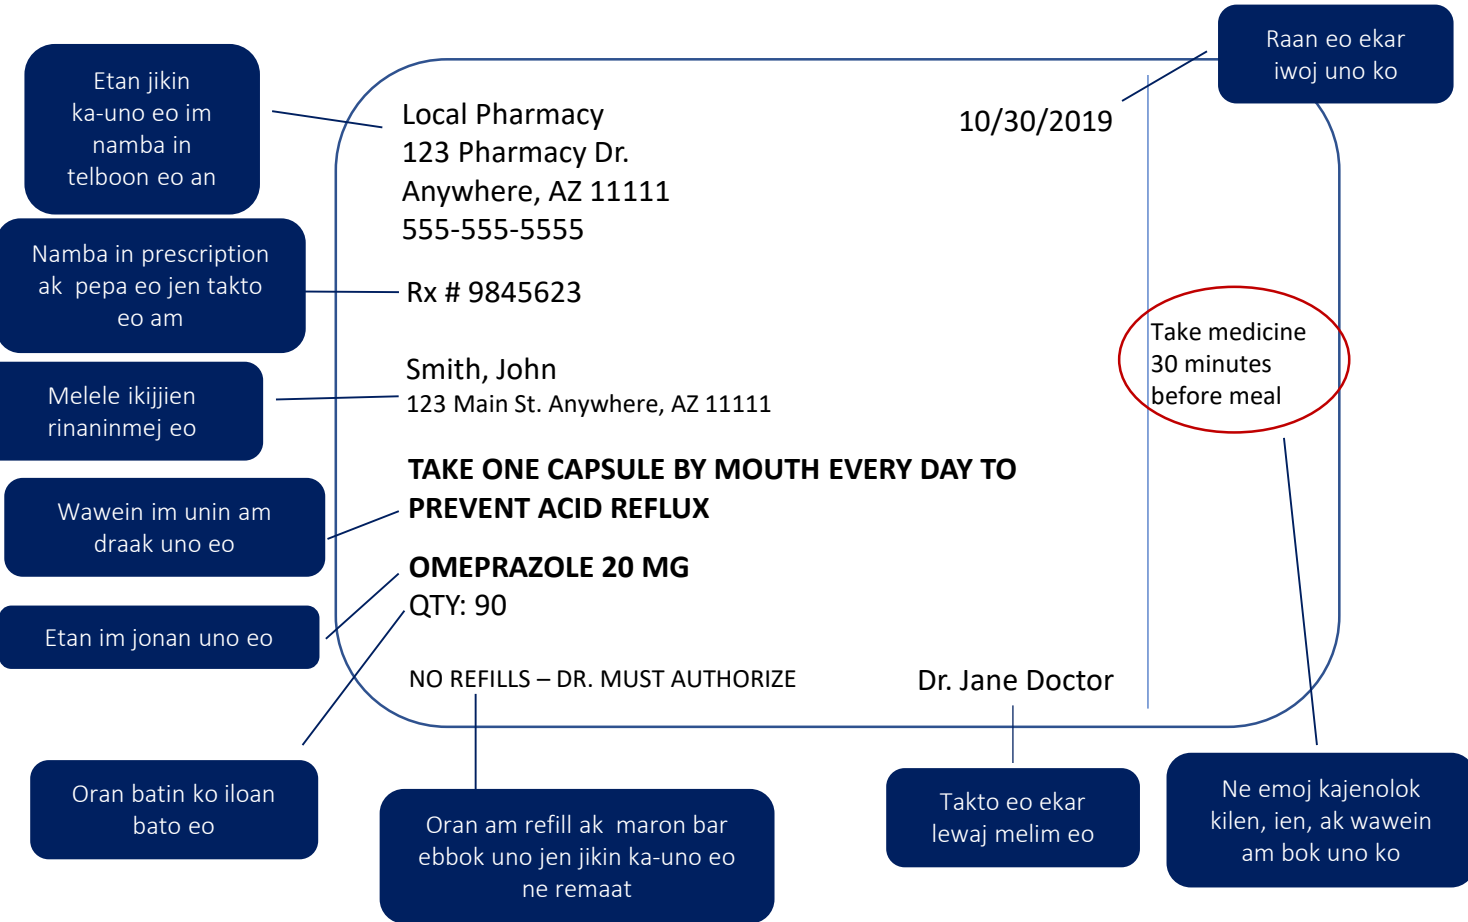 Etan jikin
ka-uno eo im
namba in
telboon eo an
Raan eo ekar
iwoj uno ko
Local Pharmacy
123 Pharmacy Dr.
Anywhere, AZ 11111
555-555-5555
10/30/2019
Namba in prescription
ak pepa eo jen takto
eo am
Rx # 9845623
Melele ikijjien
rinaninmej eo
Smith, John
123 Main St. Anywhere, AZ 11111
Take medicine
30 minutes
before meal
Wawein im unin am
draak uno eo
TAKE ONE CAPSULE BY MOUTH EVERY DAY TO
PREVENT ACID REFLUX
Etan im jonan uno eo
OMEPRAZOLE 20 MG
QTY: 90
NO REFILLS – DR. MUST AUTHORIZE
Dr. Jane Doctor
Oran batin ko iloan
bato eo
Oran am refill ak maron bar
ebbok uno jen jikin ka-uno eo
ne remaat
Takto eo ekar
lewaj melim eo
Ne emoj kajenolok
kilen, ien, ak wawein
am bok uno ko